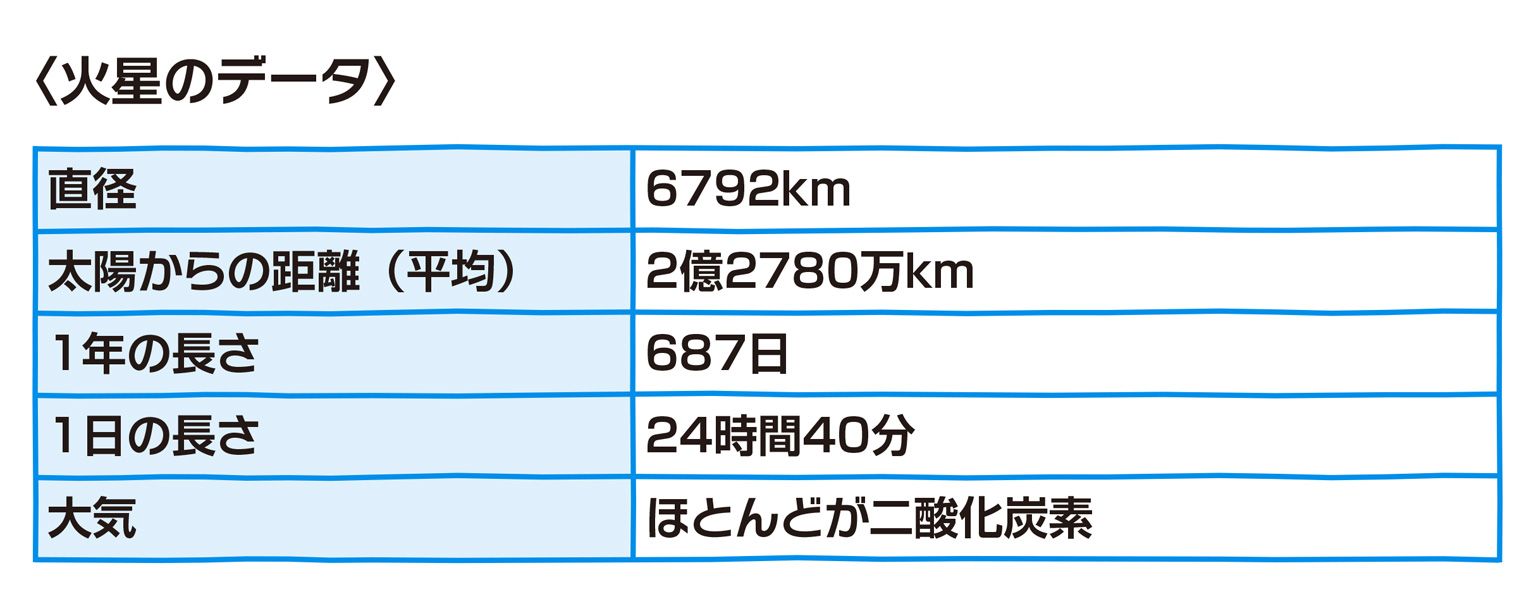 〈火星のデータ〉
直径 6792km
太陽からの距離（平均） 2億2780万km
1年の長さ 687日
1日の長さ 24時間40分
大気 ほとんどが二酸化炭素